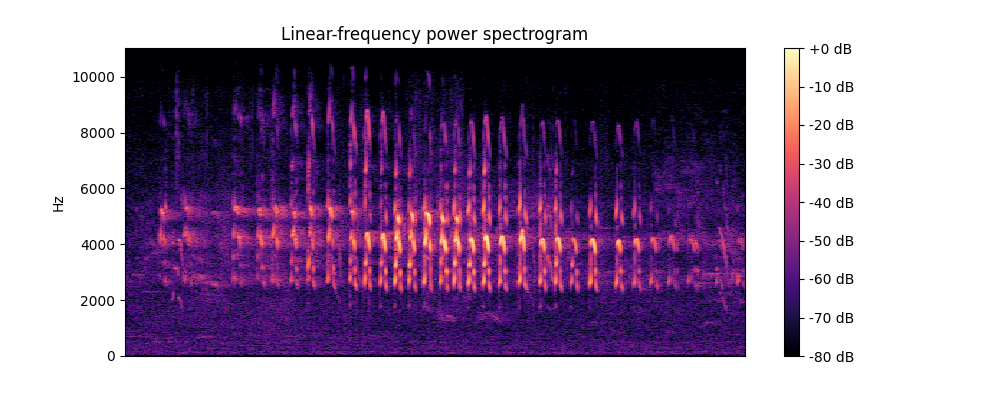 Linear-frequency power spectrogram
Hz
10000
8000
6000
4000
2000
0
+0 dB
-10 dB
-20 dB
-30 dB
-40 dB
-50 dB
-60 dB
-70 dB
-80 dB